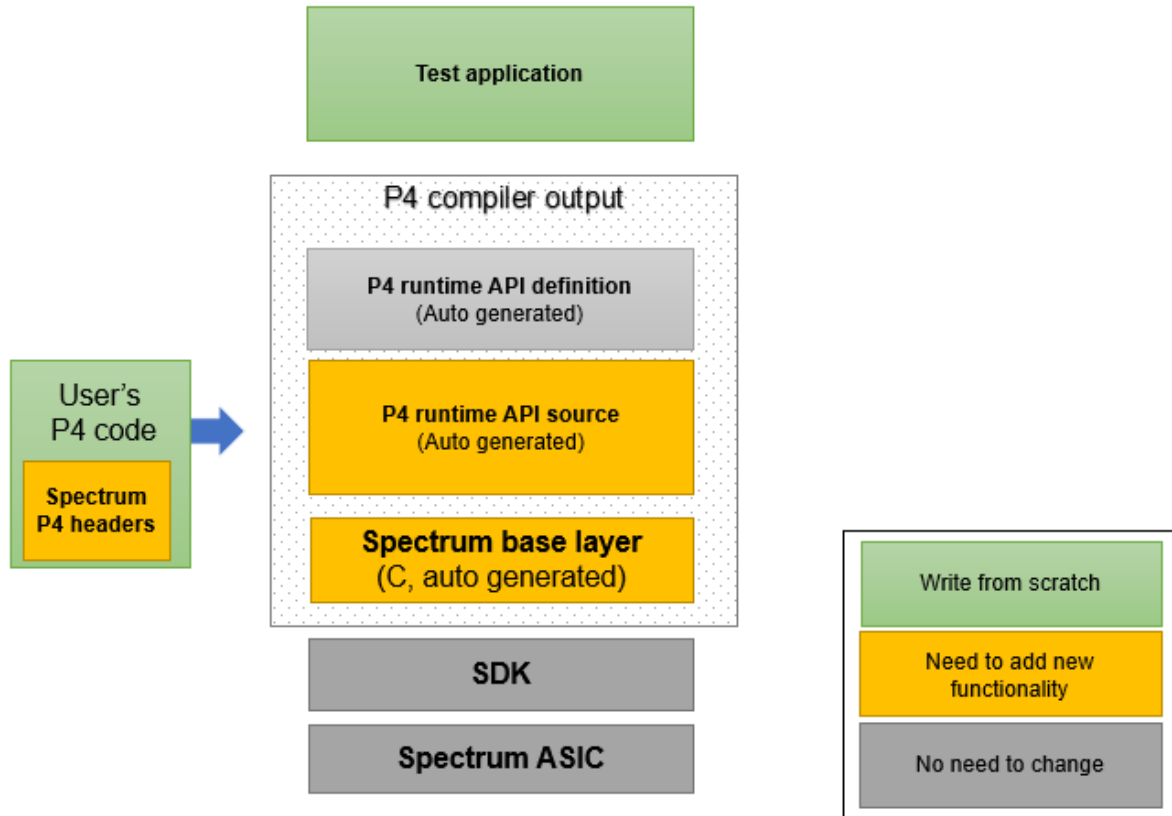 Test application
P4 compiler output
P4 runtime API definition
(Auto generated)
P4 runtime API source
(Auto generated)
User's
P4 code
Spectrum
P4 headers
Spectrum base layer
(C, auto generated)
SDK
Spectrum ASIC
Write from scratch
Need to add new
functionality
No need to change